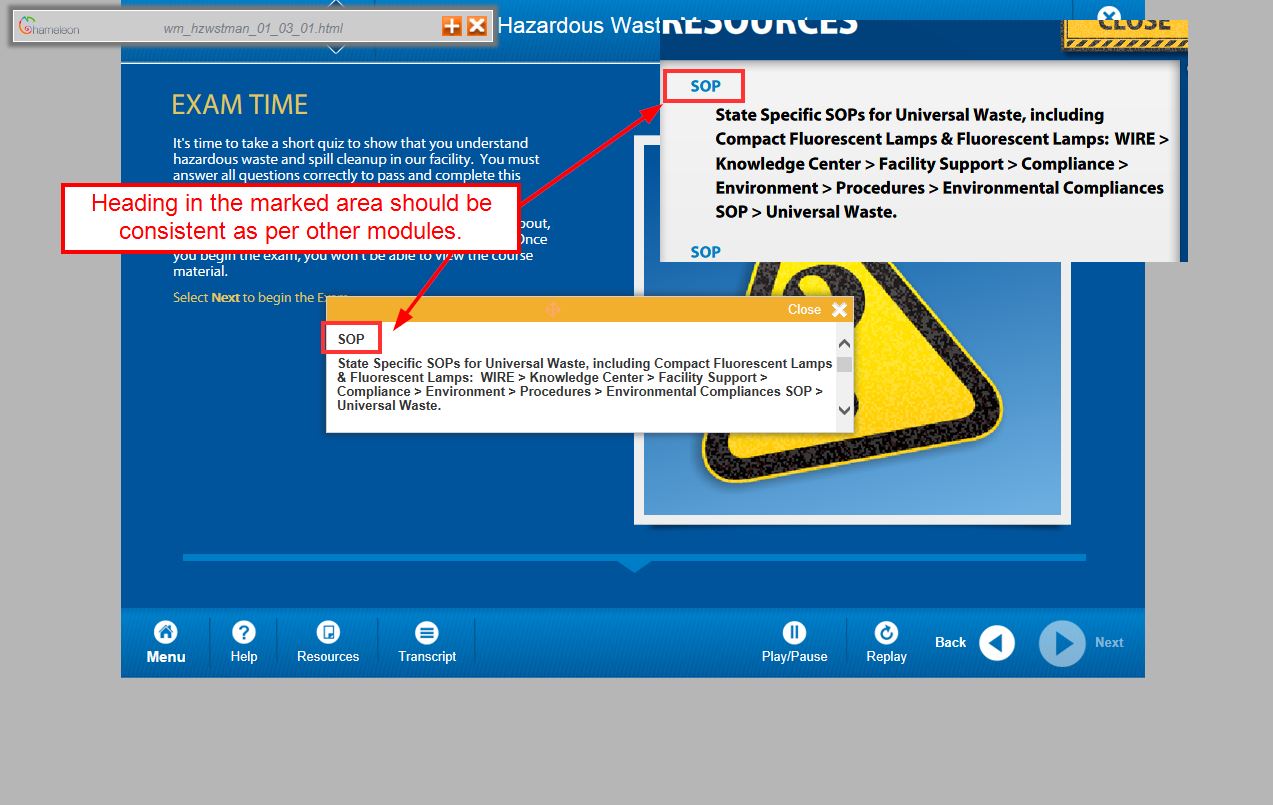 Chameleon
wm_hzwstman_01_03_01.html
Hazardous Wast
RESOURCES
CLOSE
EXAM TIME
It's time to take a short quiz to show that you understand
hazardous waste and spill cleanup in our facility.  You must
answer all questions correctly to pass and complete this
Heading in the marked area should be
consistent as per other modules.
bout,
Once
you begin the exam, you won't be able to view the course
material.
Select Next to begin the Exam
SOP
State Specific SOPs for Universal Waste, including
Compact Fluorescent Lamps & Fluorescent Lamps:  WIRE >
Knowledge Center > Facility Support > Compliance >
Environment > Procedures > Environmental Compliances
SOP > Universal Waste.
SOP
Close
SOP
State Specific SOPs for Universal Waste, including Compact Fluorescent Lamps
& Fluorescent Lamps:  WIRE > Knowledge Center > Facility Support >
Compliance > Environment > Procedures > Environmental Compliances SOP >
Universal Waste.
Menu
Help
Resources
Transcript
Play/Pause
Replay
Back
Next